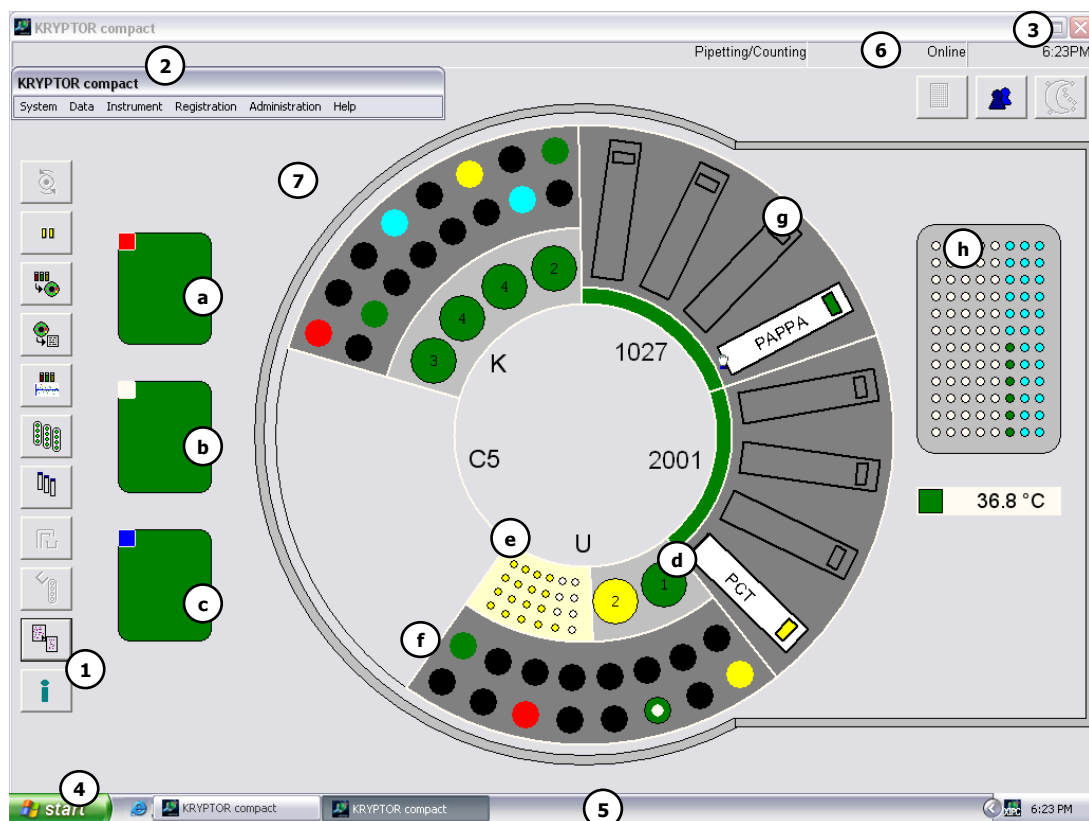 KRYPTOR compact
3
2
Pipetting/Counting
6
Online
6:23PM
KRYPTOR compact
System Data Instrument Registration Administration Help
7
g
h
a
2
4
4
3
K
1027
PAPPA
b
C5
2001
36.8 °C
e
U
d
c
2
1
PCT
f
1
i
4
start
KRYPTOR compact
KRYPTOR compact
5
XIPC
6:23 PM